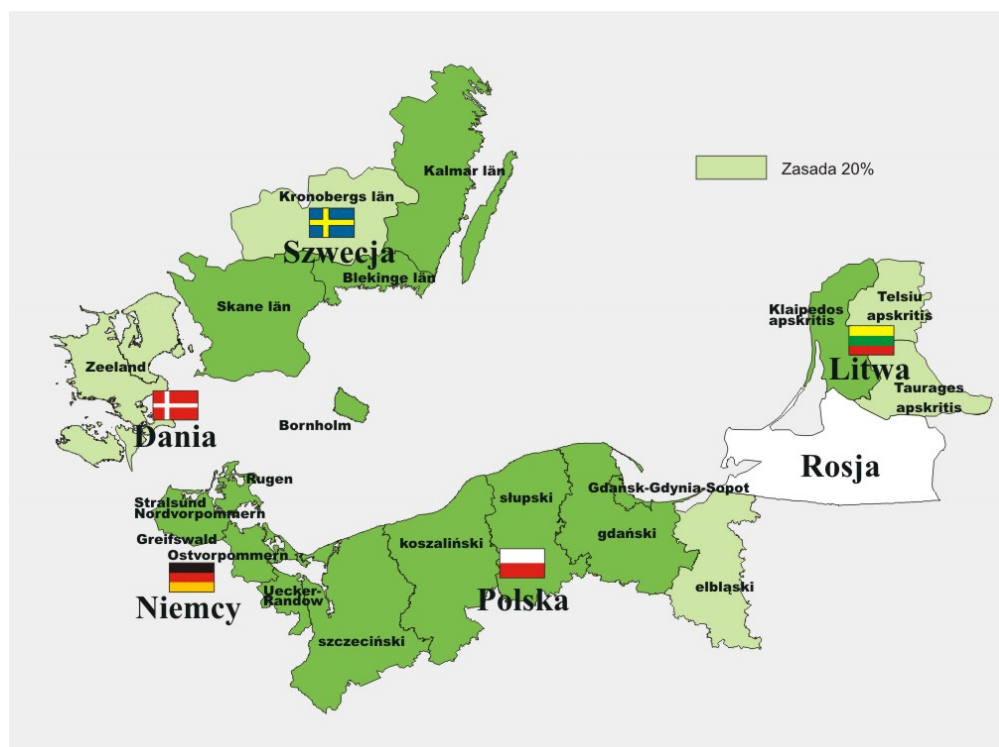 Kalmar län
Zasada 20%
Kronobergs län
Szwecja
Blekinge län
Skane län
Telsiu
apskritis
Klaipedos
apskritis
Litwa
Taurages
apskritis
Zeeland
Dania
Bornholm
Rosja
Rugen
Stralsund
Nordvorpommern
Greifswald
Ostvorpommern
Uecker-
Randow
Niemcy
szczeciński
koszaliński
słupski
Gdańsk-Gdynia-Sopot
gdański
Polska
elbląski